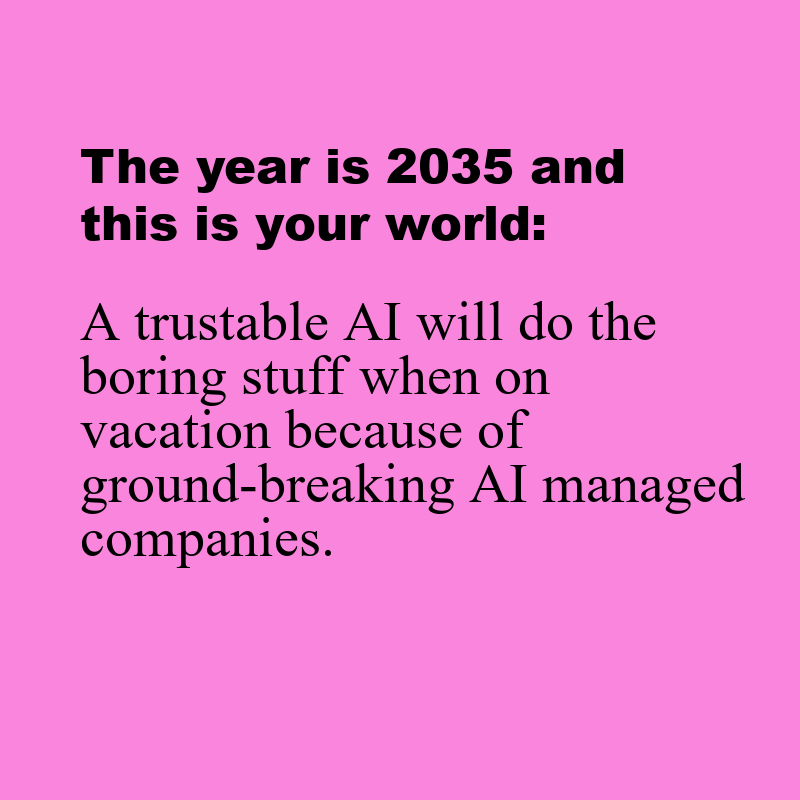 The year is 2035 and
this is your world:
A trustable AI will do the
boring stuff when on
vacation because of
ground-breaking AI managed
companies.